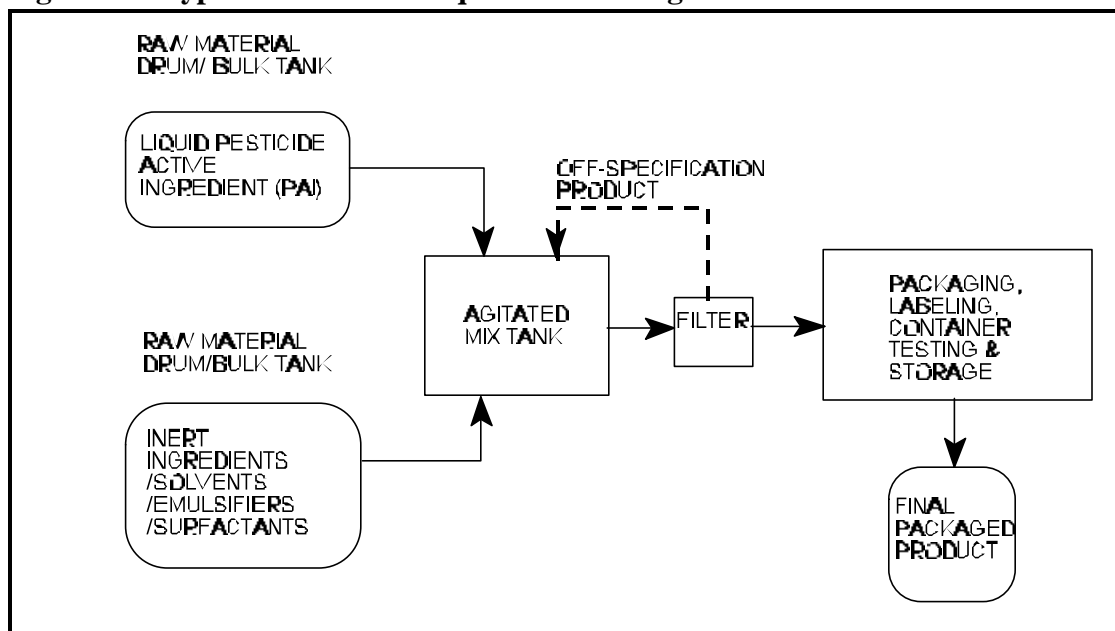 RAW MATERIAL
DRUM/ BULK TANK
LIQUID PESTICIDE
ACTIVE
INGREDIENT (PAI)
OFF-SPECIFICATION
PRODUCT
AGITATED
MIX TANK
FILTER
PACKAGING,
LABELING,
CONTAINER
TESTING &
STORAGE
RAW MATERIAL
DRUM/BULK TANK
INERT
INGREDIENTS
/SOLVENTS
/EMULSIFIERS
/SURFACTANTS
FINAL
PACKAGED
PRODUCT